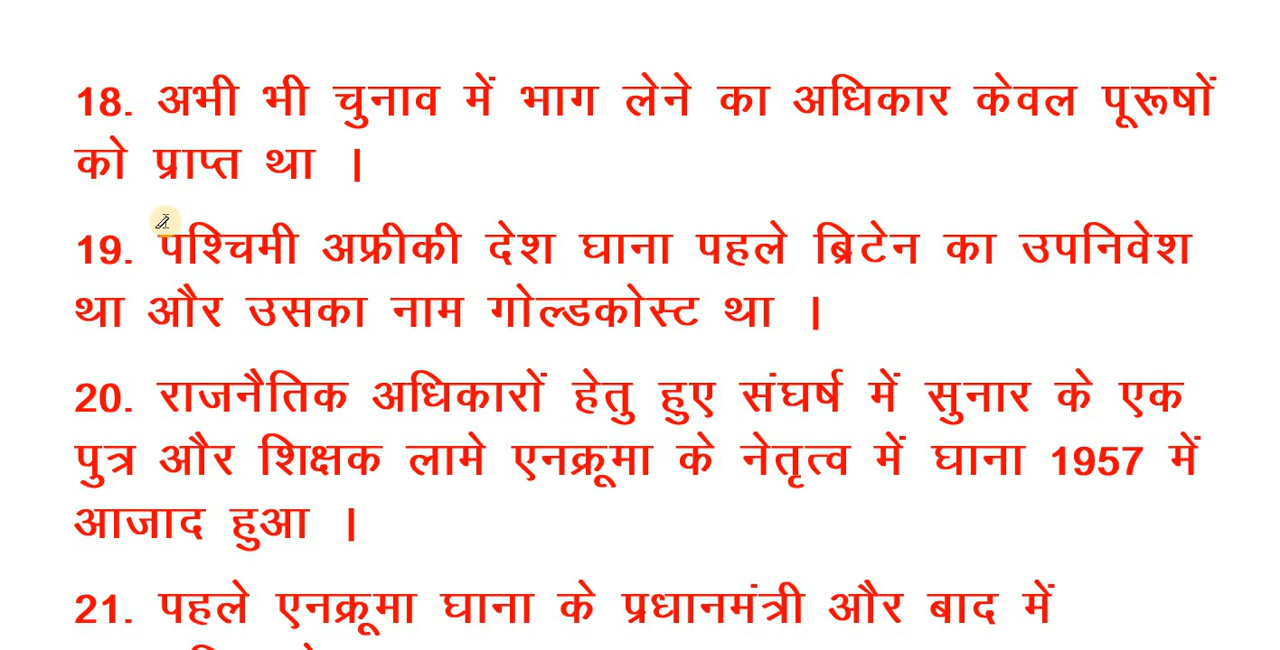 18. अभी भी चुनाव में भाग लेने का अधिकार केवल पूरूषों
को प्राप्त था ।
19. पश्चिमी अफ्रीकी देश घाना पहले ब्रिटेन का उपनिवेश
था और उसका नाम गोल्डकोस्ट था ।
20. राजनैतिक अधिकारों हेतु हुए संघर्ष में सुनार के एक
पुत्र और शिक्षक लामे एनक्रूमा के नेतृत्व में घाना 1957 में
आजाद हुआ ।
21. पहले एनक्रूमा घाना के प्रधानमंत्री और बाद में